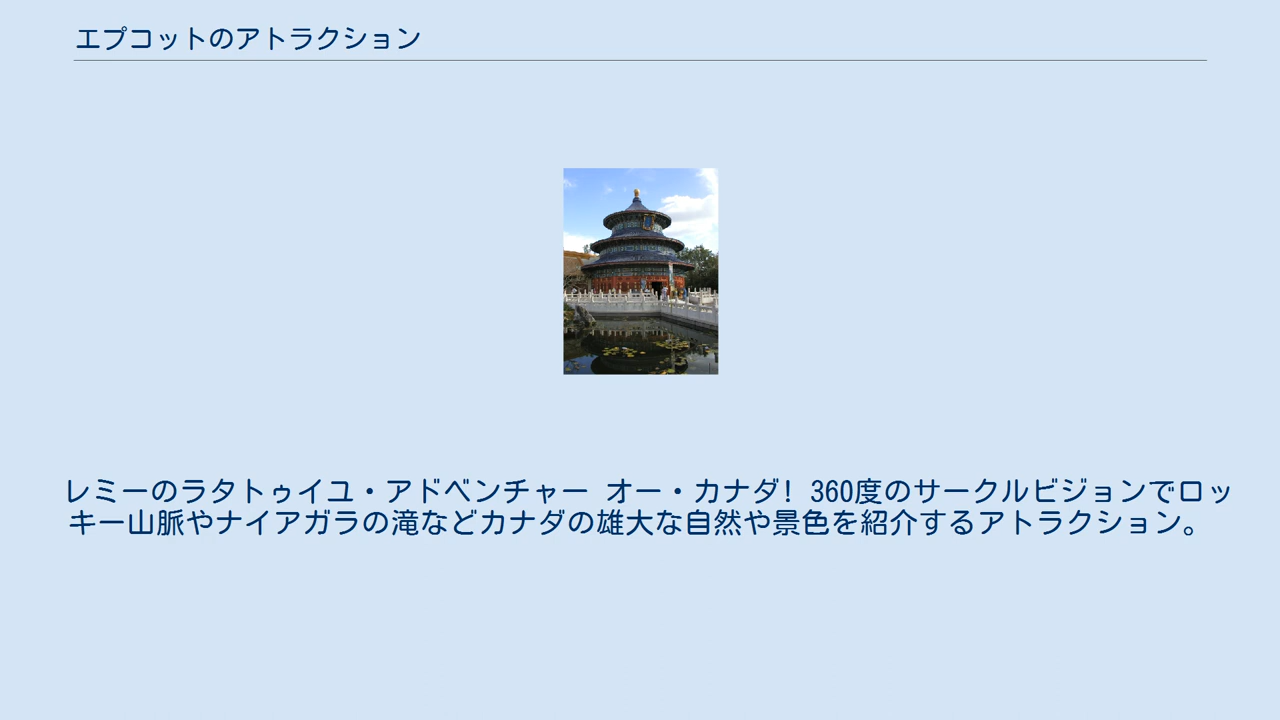 エプコットのアトラクション
レミーのラタトゥイユ・アドベンチャー オー・カナダ! 360度のサークルビジョンでロッ
キー山脈やナイアガラの滝などカナダの雄大な自然や景色を紹介するアトラクション。